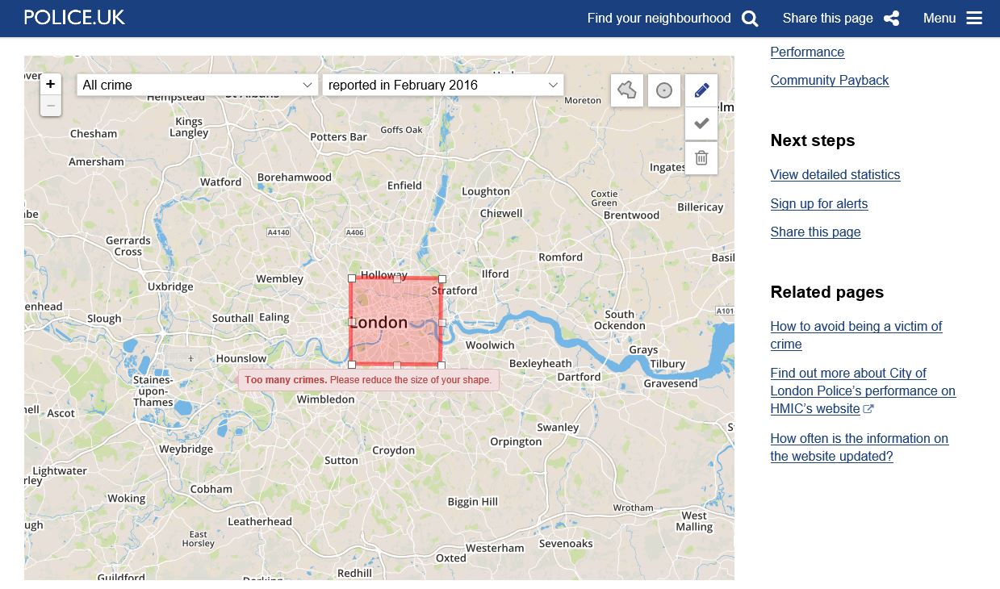 POLICE.UK
Find your neighbourhood
Share this page
Menu
+
−
All crime
reported in February 2016
Hempstead
Moreton
Kings
Langley
Goffs Oak
Chesham
Potters Bar
Amersham
Ingates
Borehamwood
Watford
Enfield
Loughton
Coxtie
Green
Chigwell
Brentwood
Billericay
A4140
A406
Gerrards
Cross
Romford
Basil
Holloway
Ilford
Wembley
Uxbridge
Stratford
enhead
A101
Slough
Southall
Ealing
London
South
Ockendon
Woolwich
Grays
Hounslow
Bexleyheath
Tilbury
Too many crimes. Please reduce the size of your shape.
Dartford
Gravesend
Staines-
upon-
Thames
Wimbledon
Ascot
Swanley
Orpington
Weybridge
Croydon
Sutton
Lightwater
Cobham
Woking
Biggin Hill
Wrotham
West
Malling
Leatherhead
East
Horsley
Westerham
Sevenoaks
Oxted
Redhill
Guildford
Dorking
Performance
Community Payback
Next steps
View detailed statistics
Sign up for alerts
Share this page
Related pages
How to avoid being a victim of
crime
Find out more about City of
London Police's performance on
HMIC's website
How often is the information on
the website updated?